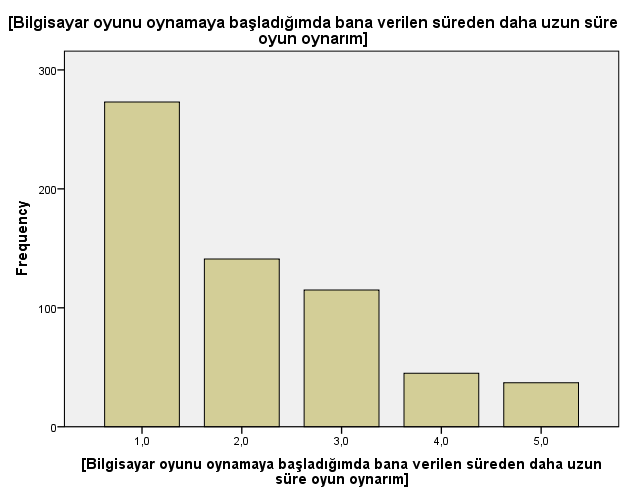 [Bilgisayar oyunu oynamaya başladığımda bana verilen süreden daha uzun süre
oyun oynarım]
300
200
100
0
Frequency
1,0 2,0 3,0 4,0 5,0
[Bilgisayar oyunu oynamaya başladığımda bana verilen süreden daha uzun
süre oyun oynarım]